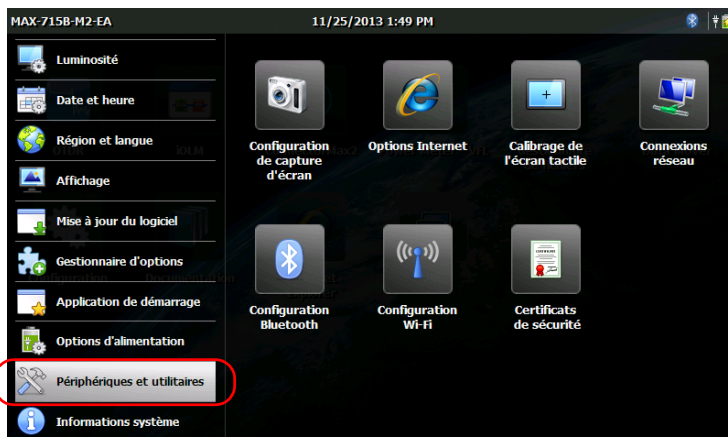 MAX-715B-M2-EA
11/25/2013 1:49 PM
Luminosité
Date et heure
Région et langue
Affichage
Mise à jour du logiciel
Gestionnaire d'options
Application de démarrage
Options d'alimentation
Périphériques et utilitaires
Informations système
Configuration
de capture
d'écran
Options Internet
Calibrage de
l'écran tactile
Connexions
réseau
Configuration
Bluetooth
Configuration
Wi-Fi
Certificats
de sécurité